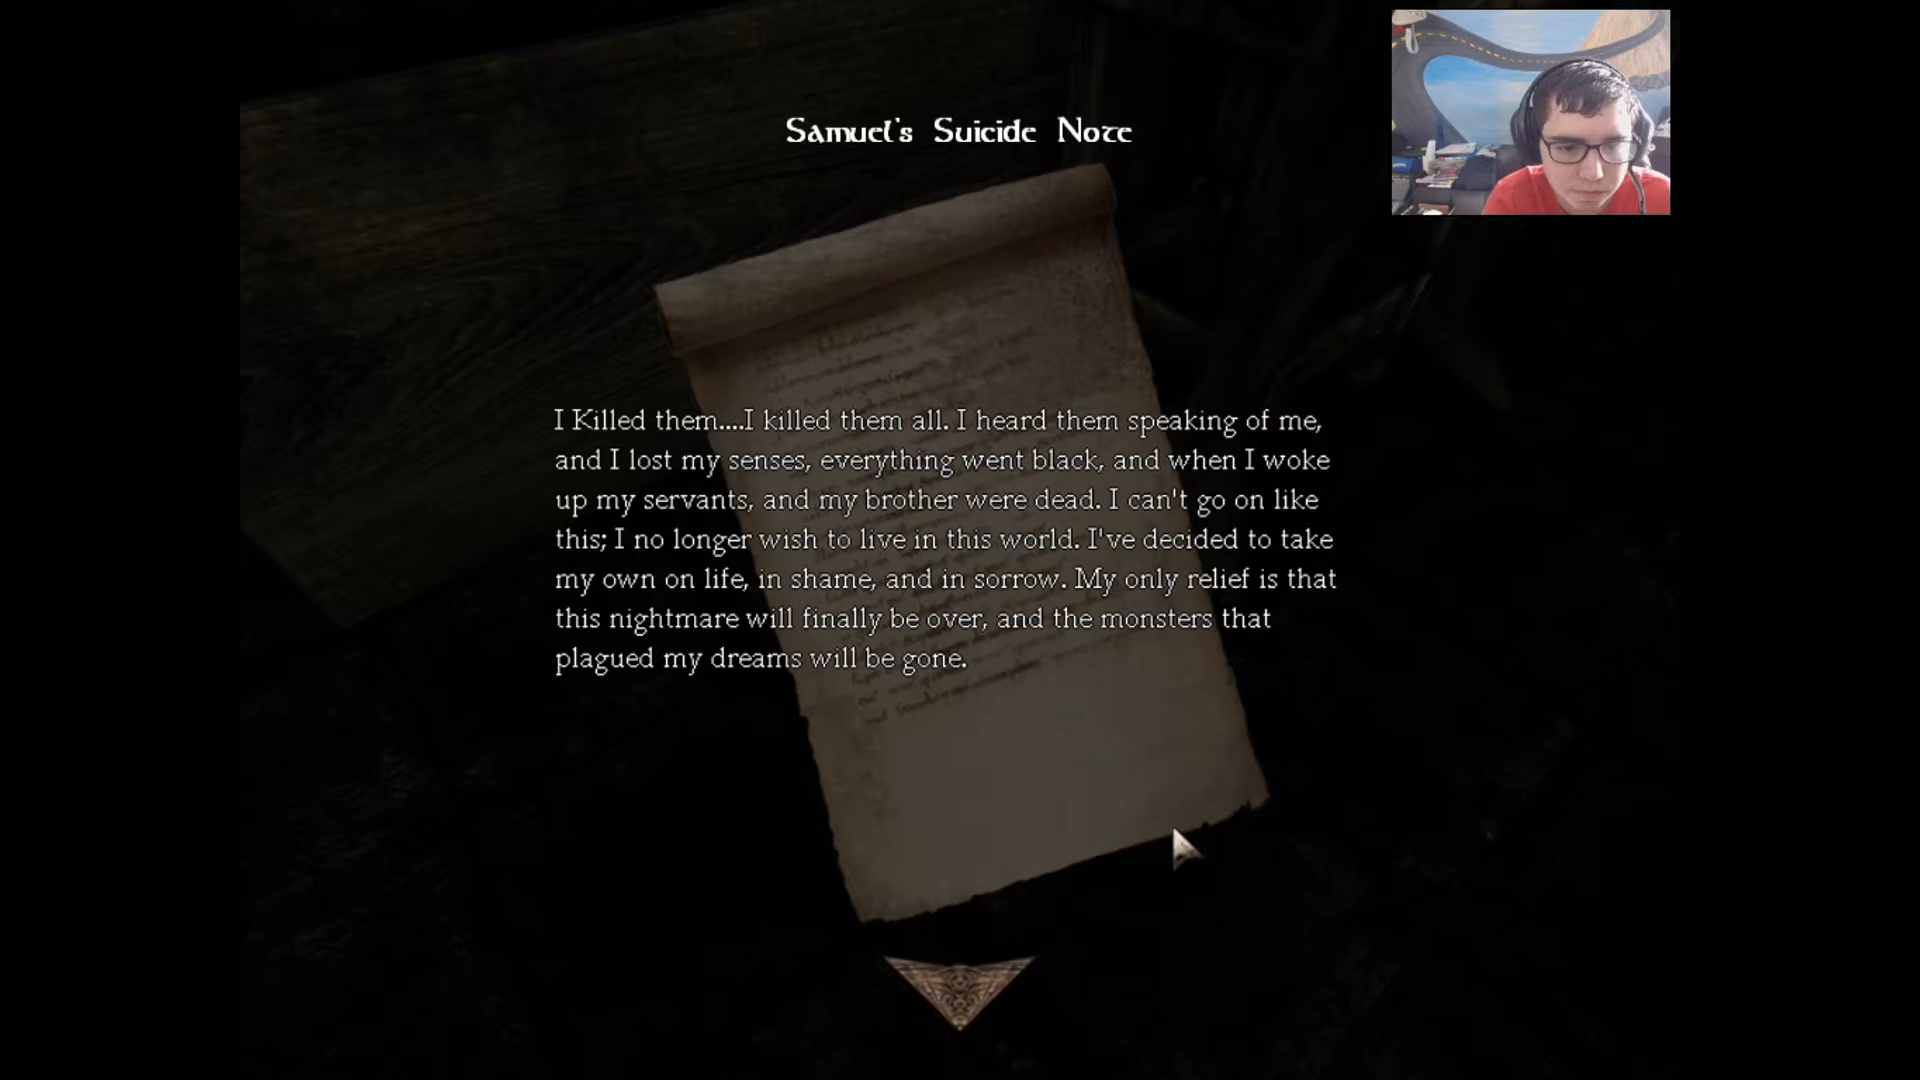 Samuel's Suicide Note
I Killed them....I killed them all. I heard them speaking of me,
and I lost my senses, everything went black, and when I woke
up my servants, and my brother were dead. I can't go on like
this; I no longer wish to live in this world. I've decided to take
my own on life, in shame, and in sorrow. My only relief is that
this nightmare will finally be over, and the monsters that
plagued my dreams will be gone.